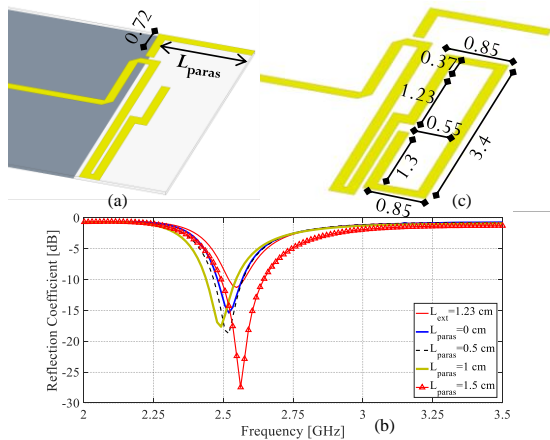 0.72
L_paras
(a)
0.85
0.37
1.23
0.55
3.4
1.3
0.85
(c)
0
-5
-10
-15
-20
-25
-30
Reflection Coefficient [dB]
L_ext=1.23 cm
L_paras=0 cm
L_paras=0.5 cm
L_paras=1 cm
L_paras=1.5 cm
2 2.25 2.5 2.75 3 3.25 3.5
Frequency [GHz]
(b)